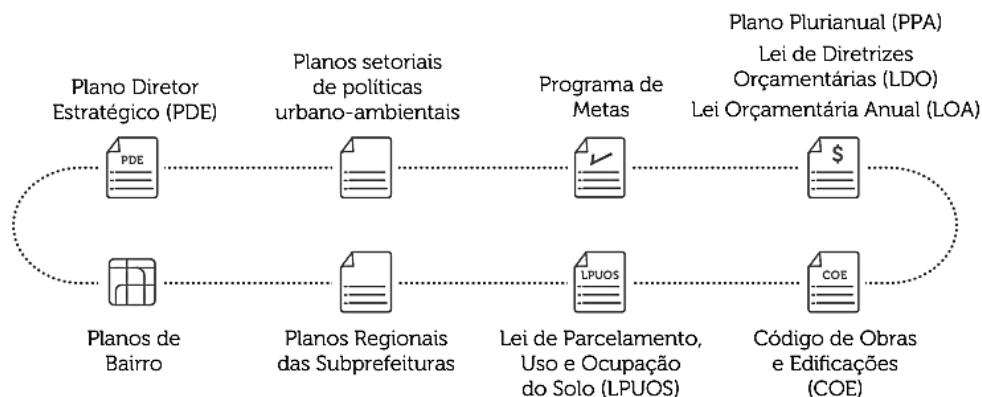 Plano Diretor
Estratégico (PDE)
Planos setoriais
de políticas
urbano-ambientais
Programa de
Metas
Plano Plurianual (PPA)
Lei de Diretrizes
Orçamentárias (LDO)
Lei Orçamentária Anual (LOA)
PDE
$
LPUOS
COE
Planos de
Bairro
Planos Regionais
das Subprefeituras
Lei de Parcelamento,
Uso e Ocupação
do Solo (LPUOS)
Código de Obras
e Edificações
(COE)